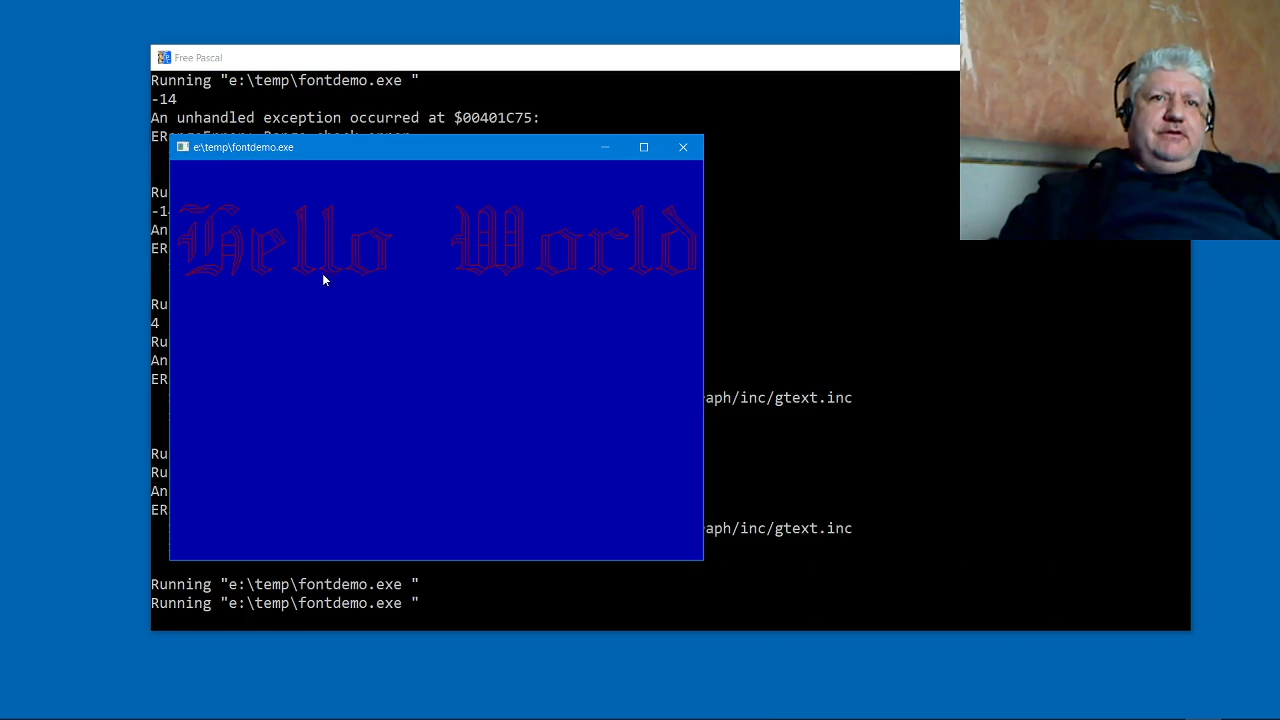 Free Pascal
Running "e:\temp\fontdemo.exe "
-14
An unhandled exception occurred at $00401C75:
ER
e:\temp\fontdemo.exe
Hello World
Ru
-1
An
ER
Ru
4
Ru
An
ER
aph/inc/gtext.inc
Ru
Ru
An
ER
aph/inc/gtext.inc
Running "e:\temp\fontdemo.exe "
Running "e:\temp\fontdemo.exe "